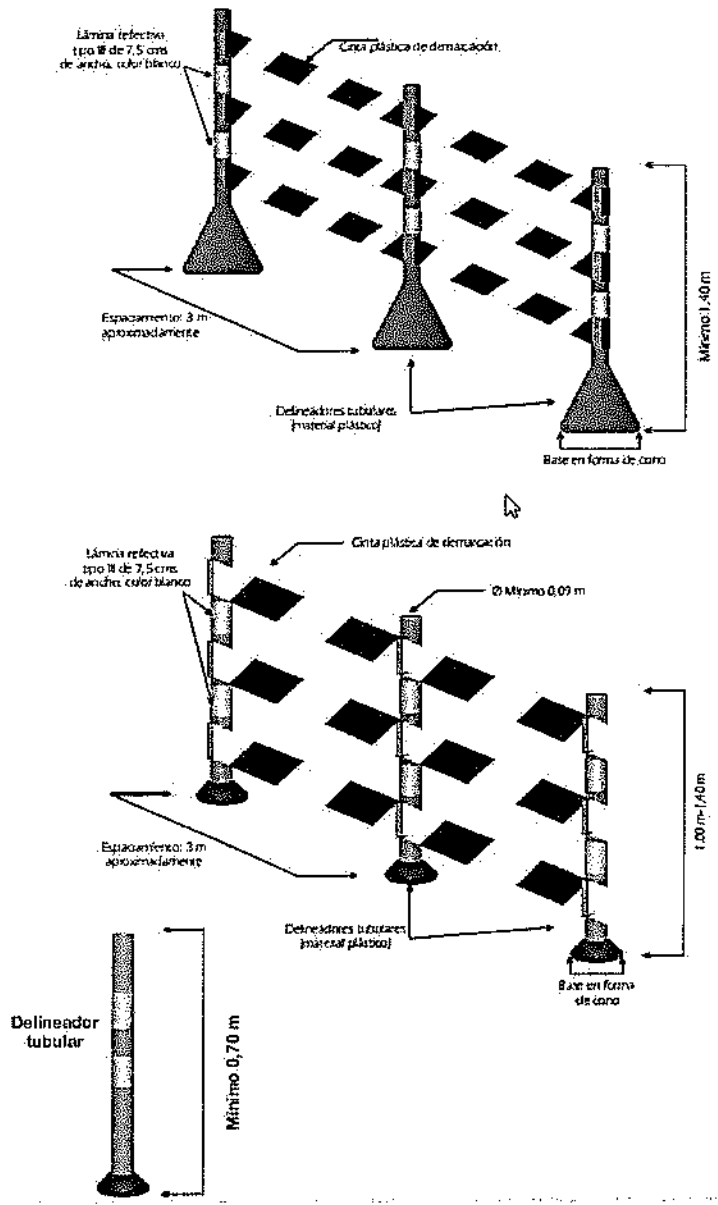 Lámina reflectiva
tipo III de 7,5 cms
de ancho, color blanco
Cinta plástica de demarcación
Espaciamiento: 3 m
aproximadamente
Mínimo 1,40 m
Delineadores tubulares
(material plástico)
Base en forma de cono
Lámina reflectiva
tipo III de 7,5 cms
de ancho, color blanco
Cinta plástica de demarcación
Ø Mínimo 0,09 m
Espaciamiento: 3 m
aproximadamente
1,00 m-1,40 m
Delineadores tubulares
(material plástico)
Base en forma
de cono
Delineador
tubular
Mínimo 0,70 m